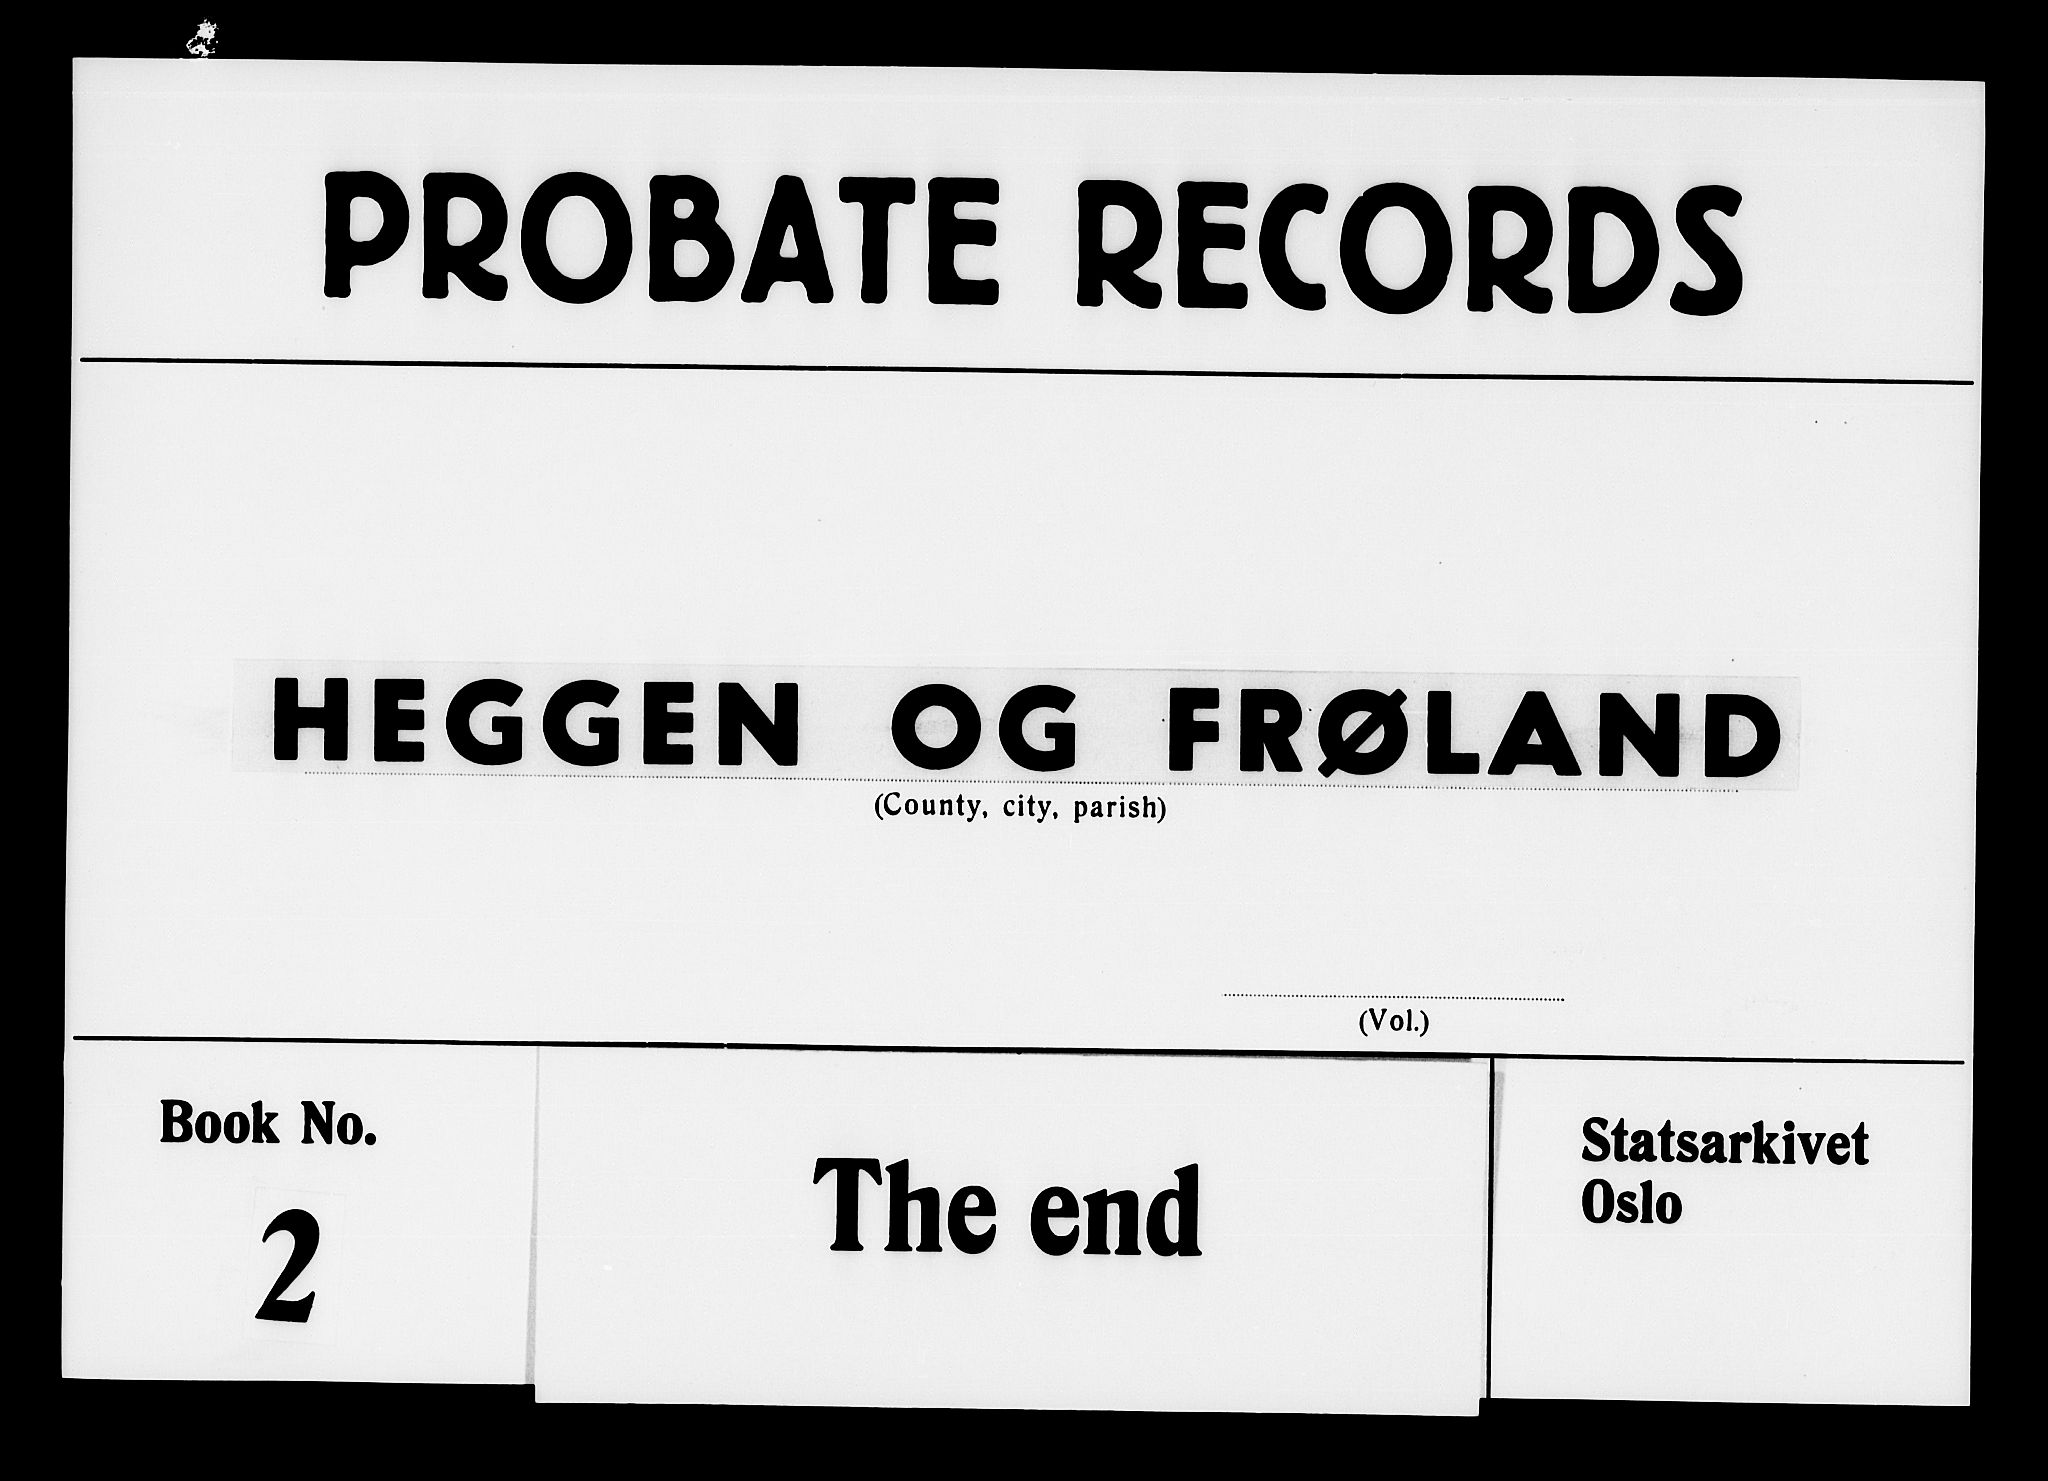 PROBATE RECORDS
HEGGEN OG FRØLAND
(County, city, parish)
(Vol.)
Book No.
2
The end
Statsarkivet
Oslo